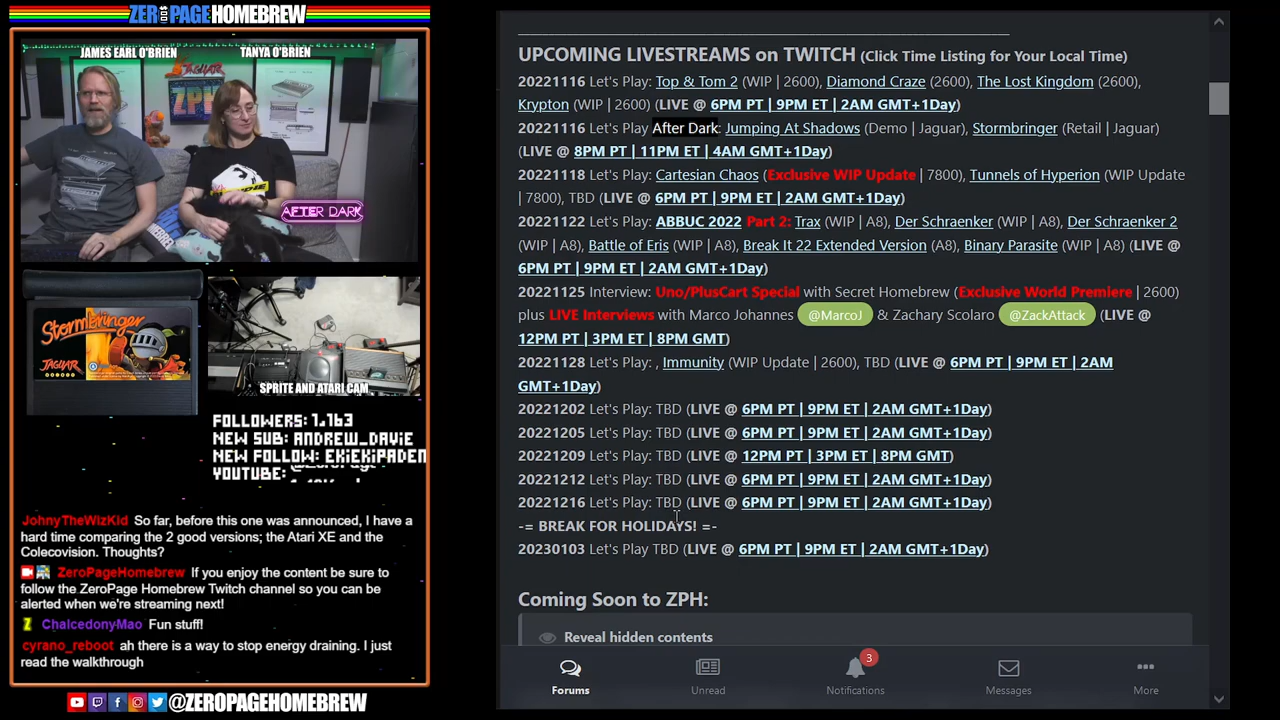 ZEROPAGE HOMEBREW
JAMES EARL O'BRIEN
TANYA O'BRIEN
ZPH
AFTER DARK
Stormbringer
JAGUAR
SPRITE AND ATARI CAM
FOLLOWERS: 1,163
NEW SUB: ANDREW_DAVIE
NEW FOLLOW: EKIEKIPADEN
YOUTUBE:
JohnyTheWizKid So far, before this one was announced, I have a
hard time comparing the 2 good versions; the Atari XE and the
Colecovision. Thoughts?
ZeroPageHomebrew If you enjoy the content be sure to
follow the ZeroPage Homebrew Twitch channel so you can be
alerted when we're streaming next!
ChalcedonyMao Fun stuff!
cyrano_reboot ah there is a way to stop energy draining. I just
read the walkthrough
@ZEROPAGEHOMEBREW
UPCOMING LIVESTREAMS on TWITCH (Click Time Listing for Your Local Time)
20221116 Let's Play: Top & Tom 2 (WIP | 2600), Diamond Daze (2600), The Lost Kingdom (2600),
Krypton (WIP | 2600) (LIVE @ 6PM PT | 9PM ET | 2AM GMT+1Day)
20221116 Let's Play After Dark: Jumping At Shadows (Demo | Jaguar), Stormbringer (Retail | Jaguar)
(LIVE @ 8PM PT | 11PM ET | 4AM GMT+1Day)
20221118 Let's Play: Cartesian Chaos (Exclusive WIP Update | 7800), Tunnels of Hyperion (WIP Update
| 7800), TBD (LIVE @ 6PM PT | 9PM ET | 2AM GMT+1Day)
20221122 Let's Play: ABBUC 2022 Part 2: Trax (WIP | A8), Der Schraenker (WIP | A8), Der Schraenker 2
(WIP | A8), Battle of Eris (WIP | A8), Break It 22 Extended Version (A8), Binary Parasite (WIP | A8) (LIVE @
6PM PT | 9PM ET | 2AM GMT+1Day)
20221125 Interview: Uno/PlusCart Special with Secret Homebrew (Exclusive World Premiere | 2600)
plus LIVE Interviews with Marco Johannes @MarcoJ & Zachary Scolaro @ZackAttack (LIVE @
12PM PT | 3PM ET | 8PM GMT)
20221128 Let's Play: , Immunity (WIP Update | 2600), TBD (LIVE @ 6PM PT | 9PM ET | 2AM
GMT+1Day)
20221202 Let's Play: TBD (LIVE @ 6PM PT | 9PM ET | 2AM GMT+1Day)
20221205 Let's Play: TBD (LIVE @ 6PM PT | 9PM ET | 2AM GMT+1Day)
20221209 Let's Play: TBD (LIVE @ 12PM PT | 3PM ET | 8PM GMT)
20221212 Let's Play: TBD (LIVE @ 6PM PT | 9PM ET | 2AM GMT+1Day)
20221216 Let's Play: TBD (LIVE @ 6PM PT | 9PM ET | 2AM GMT+1Day)
-= BREAK FOR HOLIDAYS! =-
20230103 Let's Play TBD (LIVE @ 6PM PT | 9PM ET | 2AM GMT+1Day)
Coming Soon to ZPH:
Reveal hidden contents
3
Forums
Unread
Notifications
Messages
More